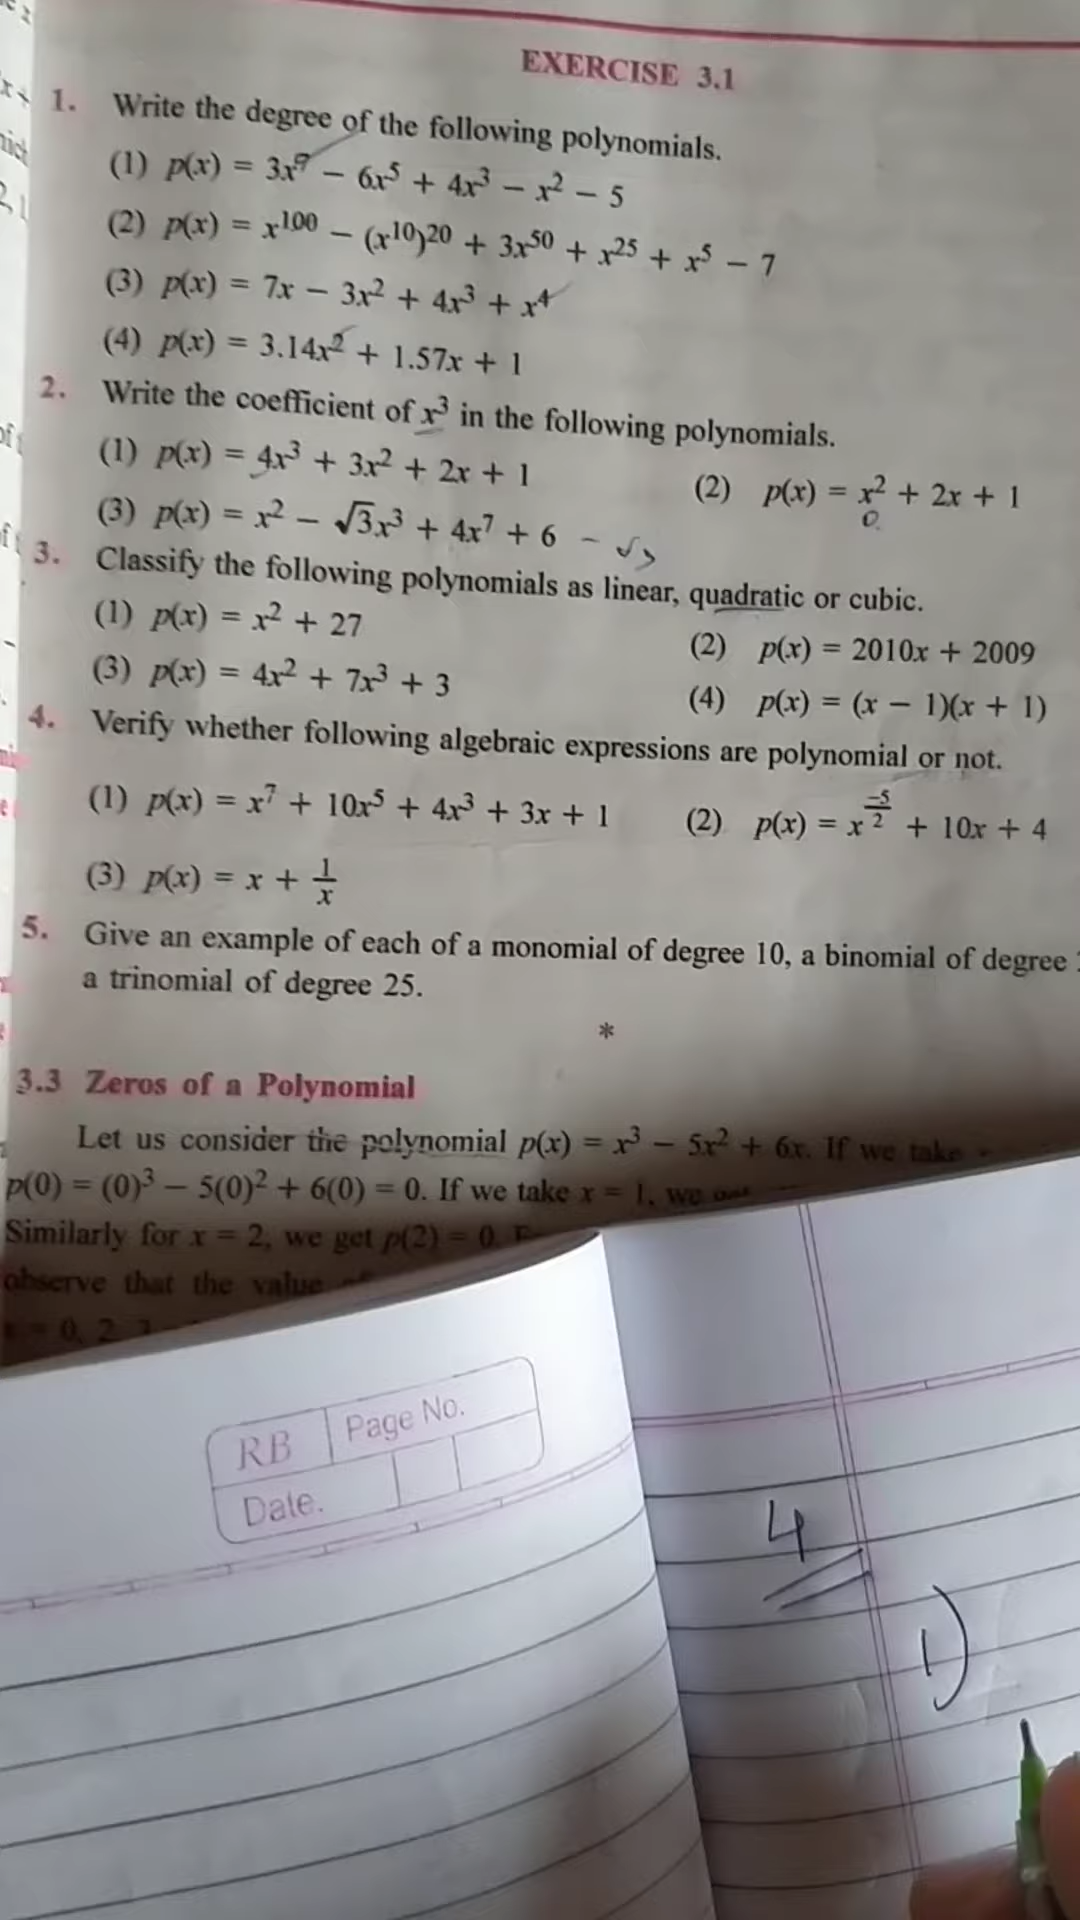 EXERCISE 3.1
1. Write the degree of the following polynomials.
(1) p(x) = 3x⁹ − 6x⁵ + 4x³ − x² − 5
(2) p(x) = x¹⁰⁰ − (x¹⁰)²⁰ + 3x⁵⁰ + x²⁵ + x⁵ − 7
(3) p(x) = 7x − 3x² + 4x³ + x⁴
(4) p(x) = 3.14x² + 1.57x + 1
2. Write the coefficient of x³ in the following polynomials.
(1) p(x) = 4x³ + 3x² + 2x + 1
(2) p(x) = x² + 2x + 1
0
(3) p(x) = x² − √3x³ + 4x⁷ + 6 − √3
3. Classify the following polynomials as linear, quadratic or cubic.
(1) p(x) = x² + 27
(2) p(x) = 2010x + 2009
(3) p(x) = 4x² + 7x³ + 3
(4) p(x) = (x − 1)(x + 1)
4. Verify whether following algebraic expressions are polynomial or not.
(1) p(x) = x⁷ + 10x⁵ + 4x³ + 3x + 1
(2) p(x) = x^(−5/2) + 10x + 4
(3) p(x) = x + 1/x
5. Give an example of each of a monomial of degree 10, a binomial of degree
a trinomial of degree 25.
*
3.3 Zeros of a Polynomial
Let us consider the polynomial p(x) = x³ − 5x² + 6x. If we take
p(0) = (0)³ − 5(0)² + 6(0) = 0. If we take x = 1, we
Similarly for x = 2, we get p(2) = 0.
observe that the value
RB Page No.
Date.
4
1)